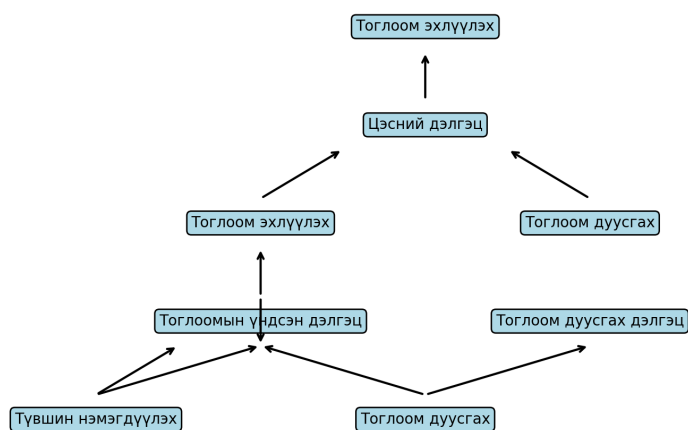 Тоглоом эхлүүлэх
Цэсний дэлгэц
Тоглоом эхлүүлэх
Тоглоом дуусгах
Тоглоомын үндсэн дэлгэц
Тоглоом дуусгах дэлгэц
Түвшин нэмэгдүүлэх
Тоглоом дуусгах